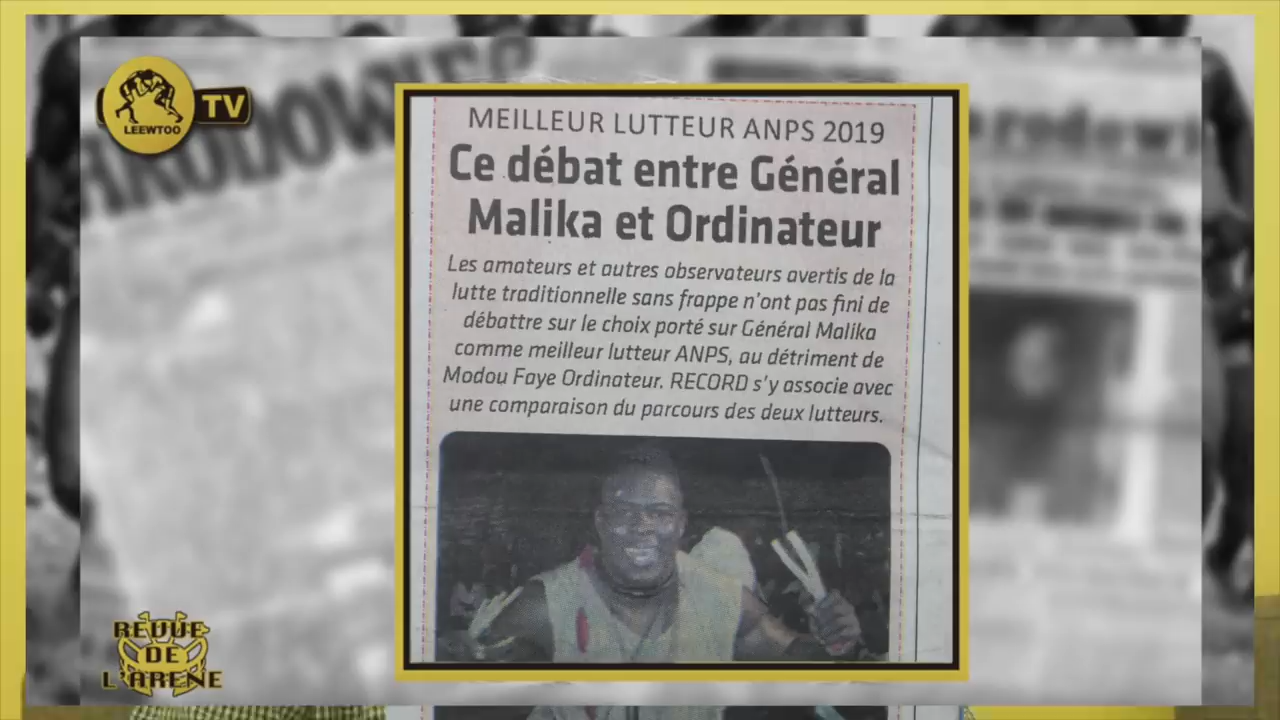 LEEWTOO
TV
MEILLEUR LUTTEUR ANPS 2019
Ce débat entre Général
Malika et Ordinateur
Les amateurs et autres observateurs avertis de la
lutte traditionnelle sans frappe n'ont pas fini de
débattre sur le choix porté sur Général Malika
comme meilleur lutteur ANPS, au détriment de
Modou Faye Ordinateur. RECORD s'y associe avec
une comparaison du parcours des deux lutteurs.
REVUE
DE
L'ARENE